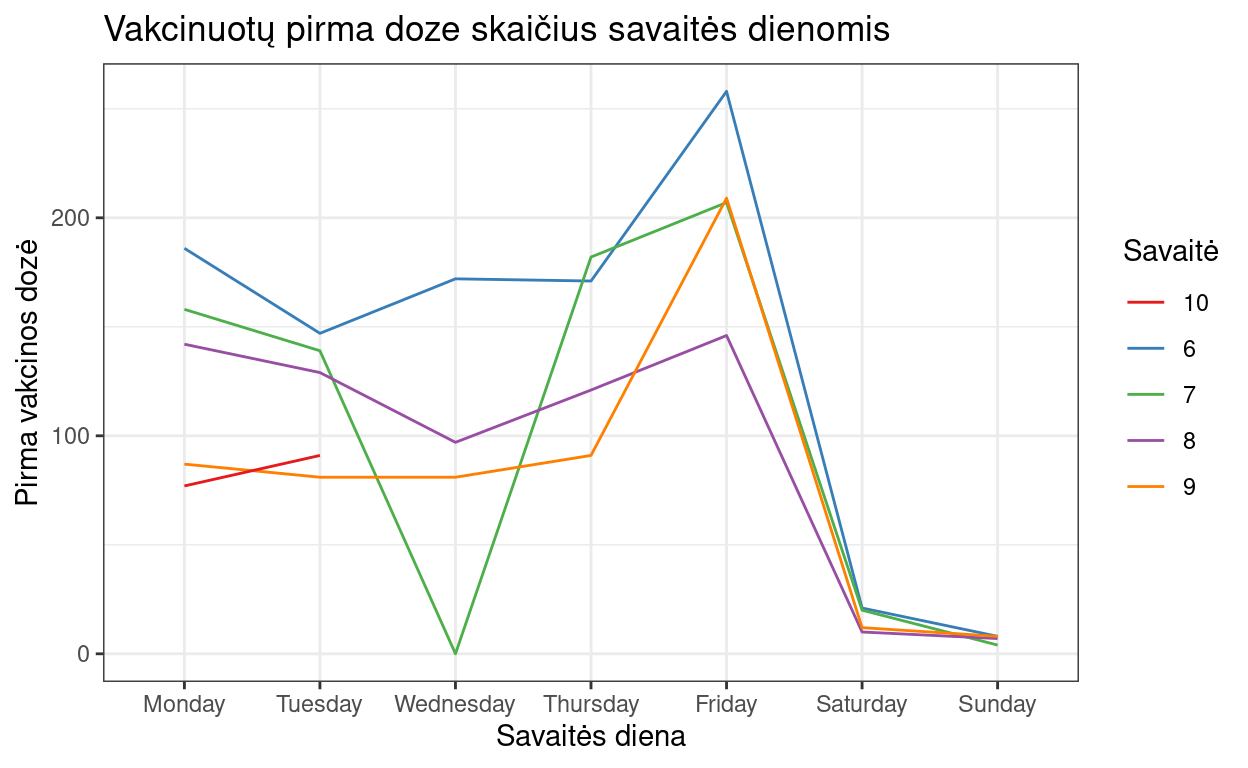 Vakcinuotų pirma doze skaičius savaitės dienomis
Pirma vakcinos dozė
200
100
0
Monday Tuesday Wednesday Thursday Friday Saturday Sunday
Savaitės diena
Savaitė
10
6
7
8
9